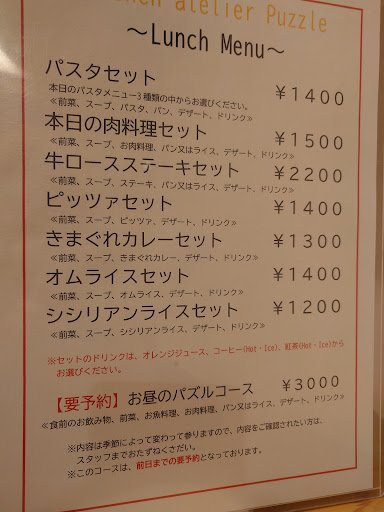 atelier Puzzle
～Lunch Menu～
パスタセット ￥1400
本日のパスタメニュー3種類の中からお選びください。
≪前菜、スープ、パスタ、パン、デザート、ドリンク≫
本日の肉料理セット ￥1500
≪前菜、スープ、お肉料理、パン又はライス、デザート、ドリンク≫
牛ロースステーキセット ￥2200
≪前菜、スープ、ステーキ、パン又はライス、デザート、ドリンク≫
ピッツァセット ￥1400
≪前菜、スープ、ピッツァ、デザート、ドリンク≫
きまぐれカレーセット ￥1300
≪前菜、スープ、きまぐれカレー、デザート、ドリンク≫
オムライスセット ￥1400
≪前菜、スープ、オムライス、デザート、ドリンク≫
シシリアンライスセット ￥1200
≪前菜、スープ、シシリアンライス、デザート、ドリンク≫
※セットのドリンクは、オレンジジュース、コーヒー(Hot・Ice)、紅茶(Hot・Ice)から
お選びください。
【要予約】お昼のパズルコース ￥3000
≪食前のお飲み物、前菜、お魚料理、お肉料理、パン又はライス、デザート、ドリンク≫
※内容は季節によって変わって参りますので、内容をご確認されたい方は、
スタッフまでおたずねくださたい。
※このコースは、前日までの要予約となっております。